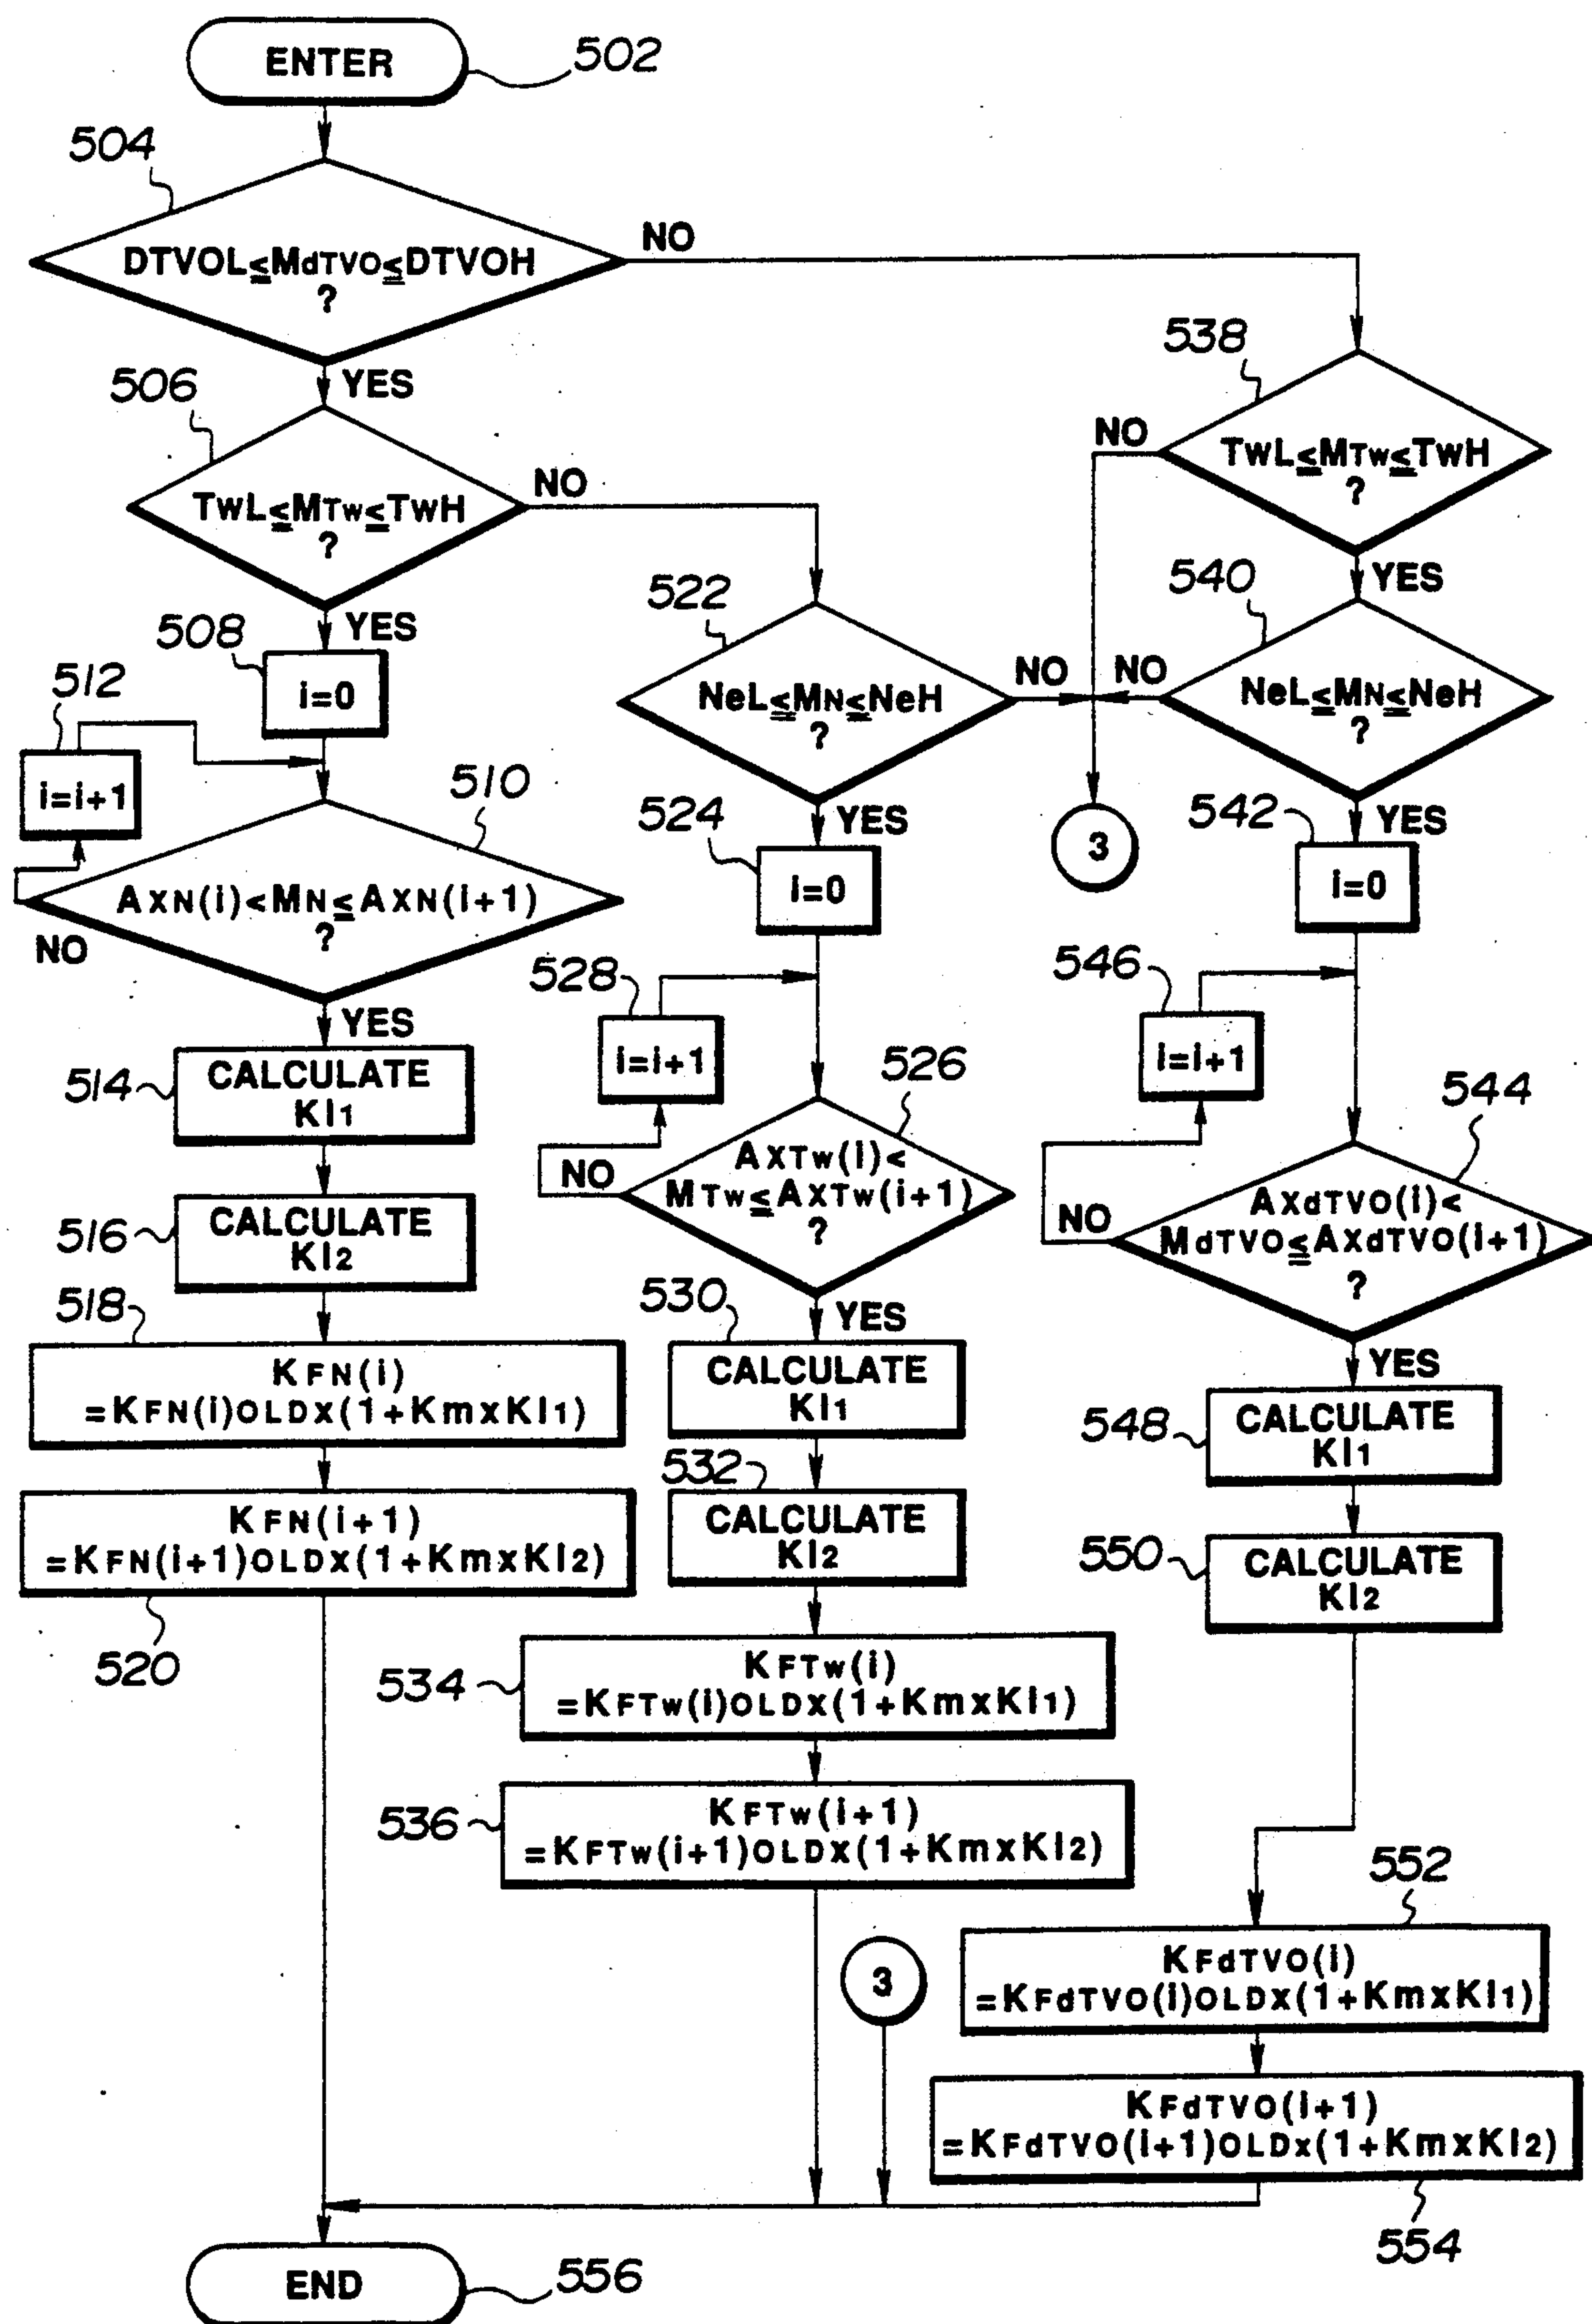 ENTER
502
504
DTVOL≦MdTVO≦DTVOH
?
NO
YES
506
TwL≦MTw≦TwH
?
NO
YES
508
i=0
512
i=i+1
510
AXN(i)<MN≦AXN(i+1)
?
NO
YES
514
CALCULATE
KI1
516
CALCULATE
KI2
518
KFN(i)
=KFN(i)OLDx(1+KmxKI1)
KFN(i+1)
=KFN(i+1)OLDx(1+KmxKI2)
520
522
NeL≦MN≦NeH
?
NO
YES
524
i=0
528
i=i+1
526
AXTw(i)<
MTw≦AXTw(i+1)
?
NO
YES
530
CALCULATE
KI1
532
CALCULATE
KI2
534
KFTw(i)
=KFTw(i)OLDx(1+KmxKI1)
536
KFTw(i+1)
=KFTw(i+1)OLDx(1+KmxKI2)
538
TwL≦MTw≦TwH
?
NO
YES
540
NeL≦MN≦NeH
?
NO
YES
3
542
i=0
546
i=i+1
544
AXdTVO(i)<
MdTVO≦AXdTVO(i+1)
?
NO
YES
548
CALCULATE
KI1
550
CALCULATE
KI2
552
KFdTVO(i)
=KFdTVO(i)OLDx(1+KmxKI1)
KFdTVO(i+1)
=KFdTVO(i+1)OLDx(1+KmxKI2)
554
3
END
556